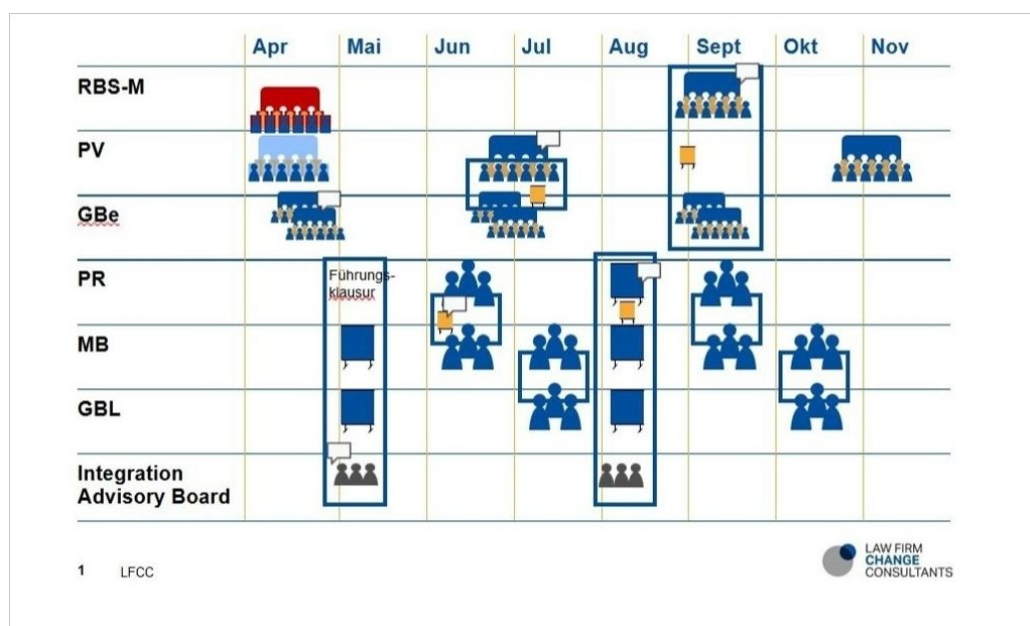 Apr Mai Jun Jul Aug Sept Okt Nov
RBS-M
PV
GBe
PR
Führungs-
klausur
MB
GBL
Integration
Advisory Board
1 LFCC
LAW FIRM
CHANGE
CONSULTANTS